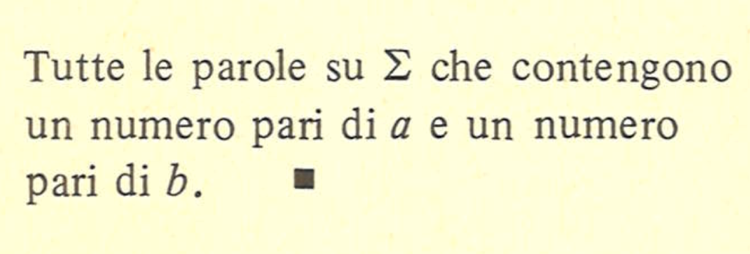 Tutte le parole su Σ che contengono
un numero pari di a e un numero
pari di b. ■